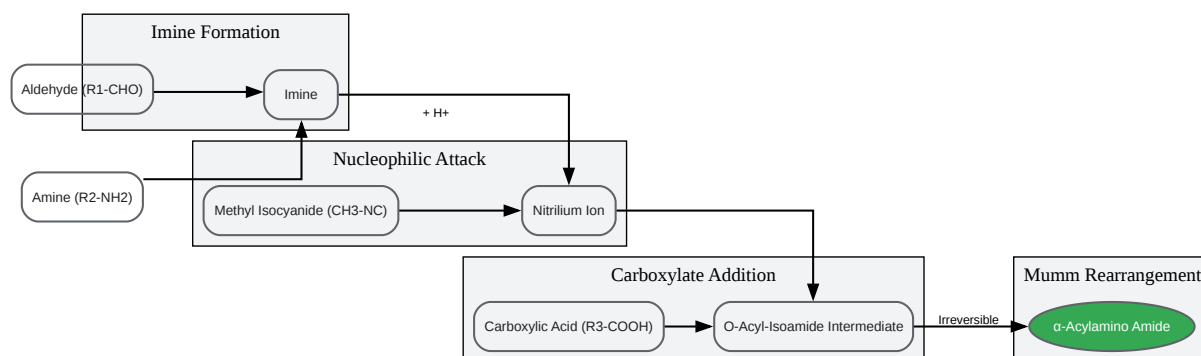 Imine Formation
Aldehyde (R1-CHO)
Imine
+ H+
Nucleophilic Attack
Amine (R2-NH2)
Methyl Isocyanide (CH3-NC)
Nitrilium Ion
Carboxylate Addition
Mumm Rearrangement
Carboxylic Acid (R3-COOH)
O-Acyl-Isoamide Intermediate
Irreversible
α-Acylamino Amide